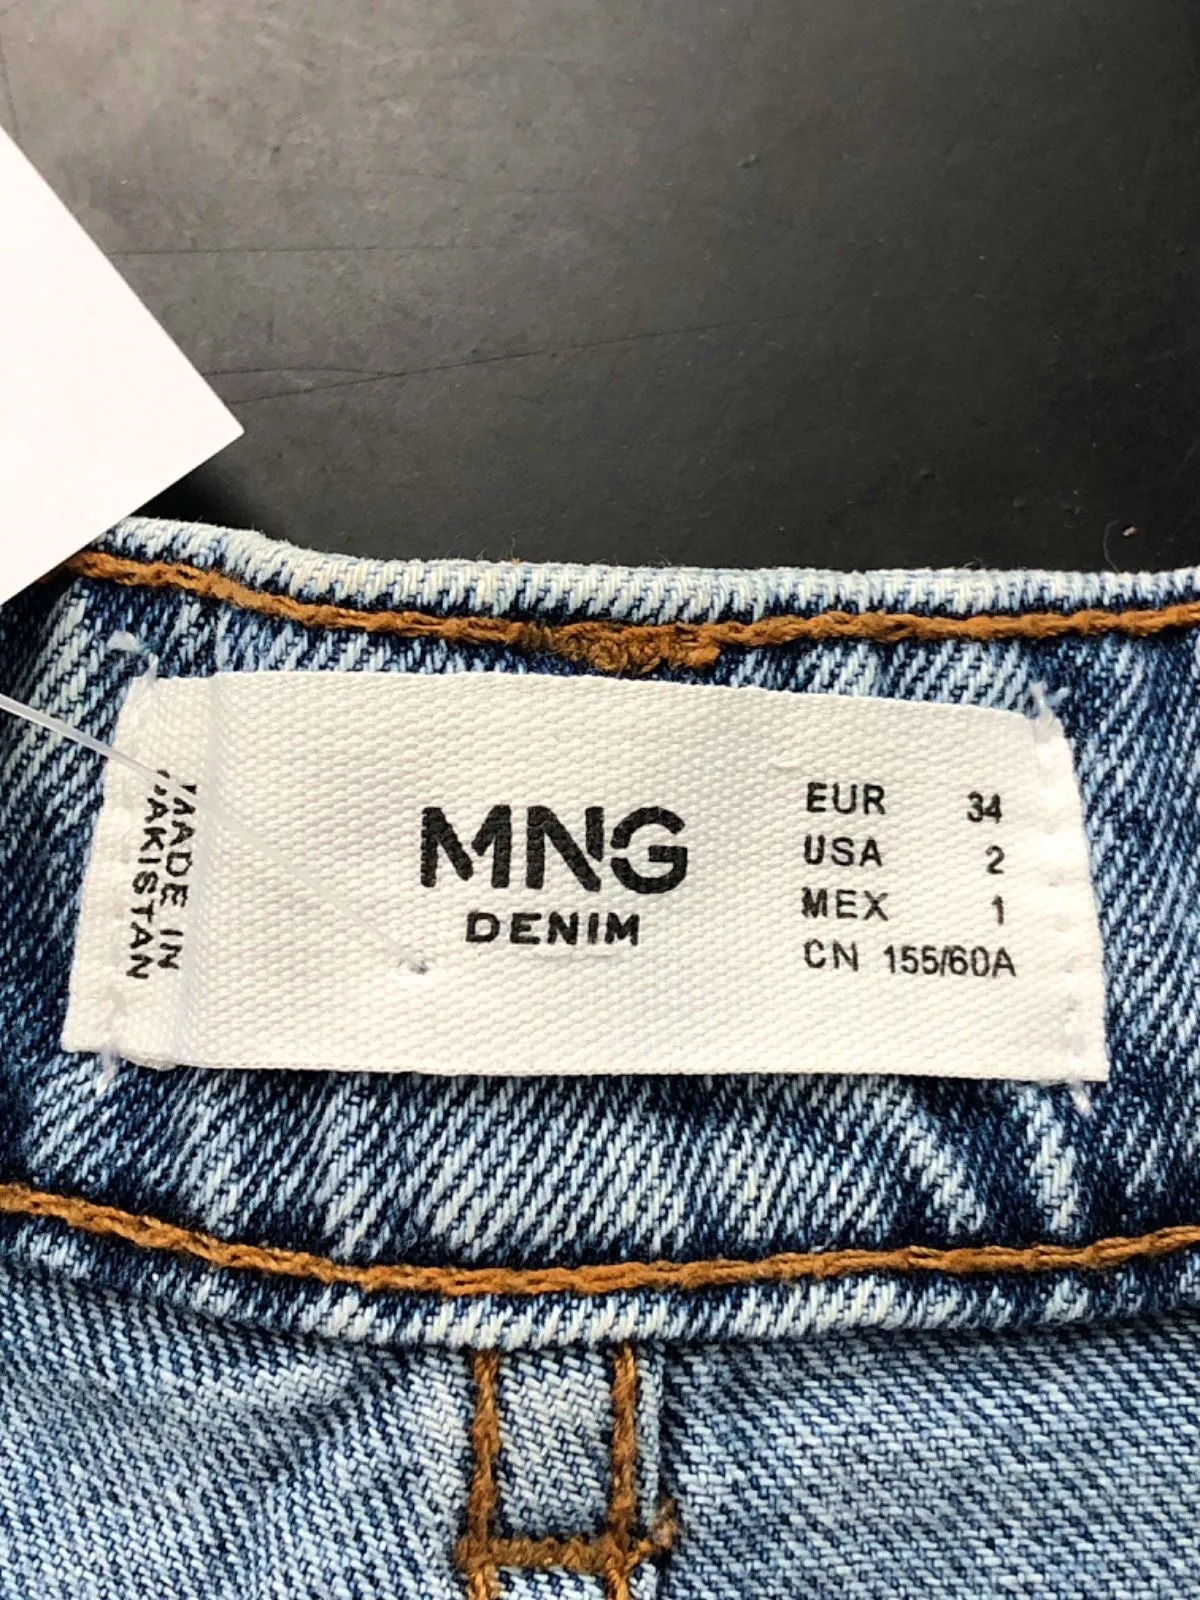 MADE IN
PAKISTAN
MNG
DENIM
EUR 34
USA 2
MEX 1
CN 155/60A